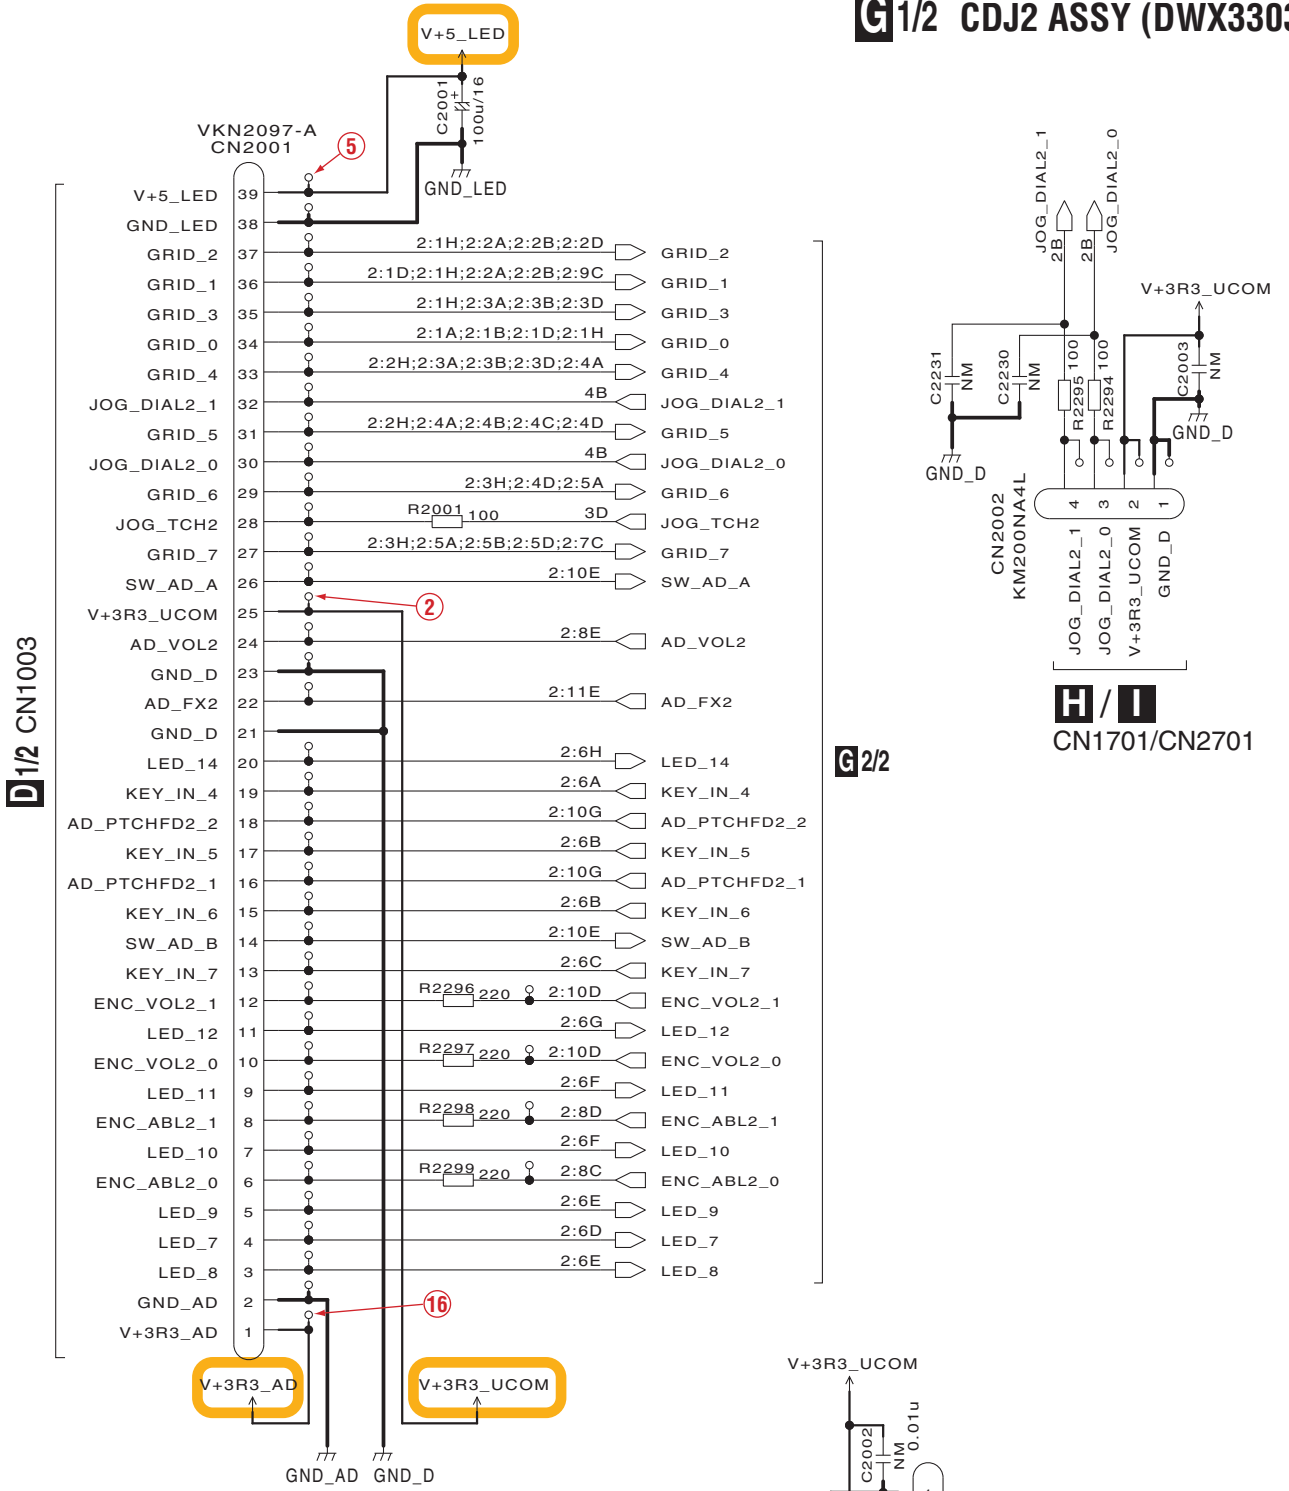 G 1/2 CDJ2 ASSY (DWX3303
V+5_LED
C2001
+
100u/16
GND_LED
VKN2097-A
CN2001
5
D 1/2 CN1003
V+5_LED 39
GND_LED 38
GRID_2 37 2:1H;2:2A;2:2B;2:2D GRID_2
GRID_1 36 2:1D;2:1H;2:2A;2:2B;2:9C GRID_1
GRID_3 35 2:1H;2:3A;2:3B;2:3D GRID_3
GRID_0 34 2:1A;2:1B;2:1D;2:1H GRID_0
GRID_4 33 2:2H;2:3A;2:3B;2:3D;2:4A GRID_4
JOG_DIAL2_1 32 4B JOG_DIAL2_1
GRID_5 31 2:2H;2:4A;2:4B;2:4C;2:4D GRID_5
JOG_DIAL2_0 30 4B JOG_DIAL2_0
GRID_6 29 2:3H;2:4D;2:5A GRID_6
JOG_TCH2 28 R2001 100 3D JOG_TCH2
GRID_7 27 2:3H;2:5A;2:5B;2:5D;2:7C GRID_7
SW_AD_A 26 2:10E SW_AD_A
V+3R3_UCOM 25 2
AD_VOL2 24 2:8E AD_VOL2
GND_D 23
AD_FX2 22 2:11E AD_FX2
GND_D 21
LED_14 20 2:6H LED_14
KEY_IN_4 19 2:6A KEY_IN_4
AD_PTCHFD2_2 18 2:10G AD_PTCHFD2_2
KEY_IN_5 17 2:6B KEY_IN_5
AD_PTCHFD2_1 16 2:10G AD_PTCHFD2_1
KEY_IN_6 15 2:6B KEY_IN_6
SW_AD_B 14 2:10E SW_AD_B
KEY_IN_7 13 2:6C KEY_IN_7
ENC_VOL2_1 12 R2296 220 2:10D ENC_VOL2_1
LED_12 11 2:6G LED_12
ENC_VOL2_0 10 R2297 220 2:10D ENC_VOL2_0
LED_11 9 2:6F LED_11
ENC_ABL2_1 8 R2298 220 2:8D ENC_ABL2_1
LED_10 7 2:6F LED_10
ENC_ABL2_0 6 R2299 220 2:8C ENC_ABL2_0
LED_9 5 2:6E LED_9
LED_7 4 2:6D LED_7
LED_8 3 2:6E LED_8
GND_AD 2 16
V+3R3_AD 1
V+3R3_AD
V+3R3_UCOM
GND_AD GND_D
G 2/2
JOG_DIAL2_1
JOG_DIAL2_0
2B
2B
V+3R3_UCOM
C2231
NM
C2230
NM
R2295 100
R2294 100
C2003
NM
GND_D
GND_D
CN2002
KM200NA4L
4
3
2
1
JOG_DIAL2_1
JOG_DIAL2_0
V+3R3_UCOM
GND_D
H / I
CN1701/CN2701
V+3R3_UCOM
C2002
NM
0.01u